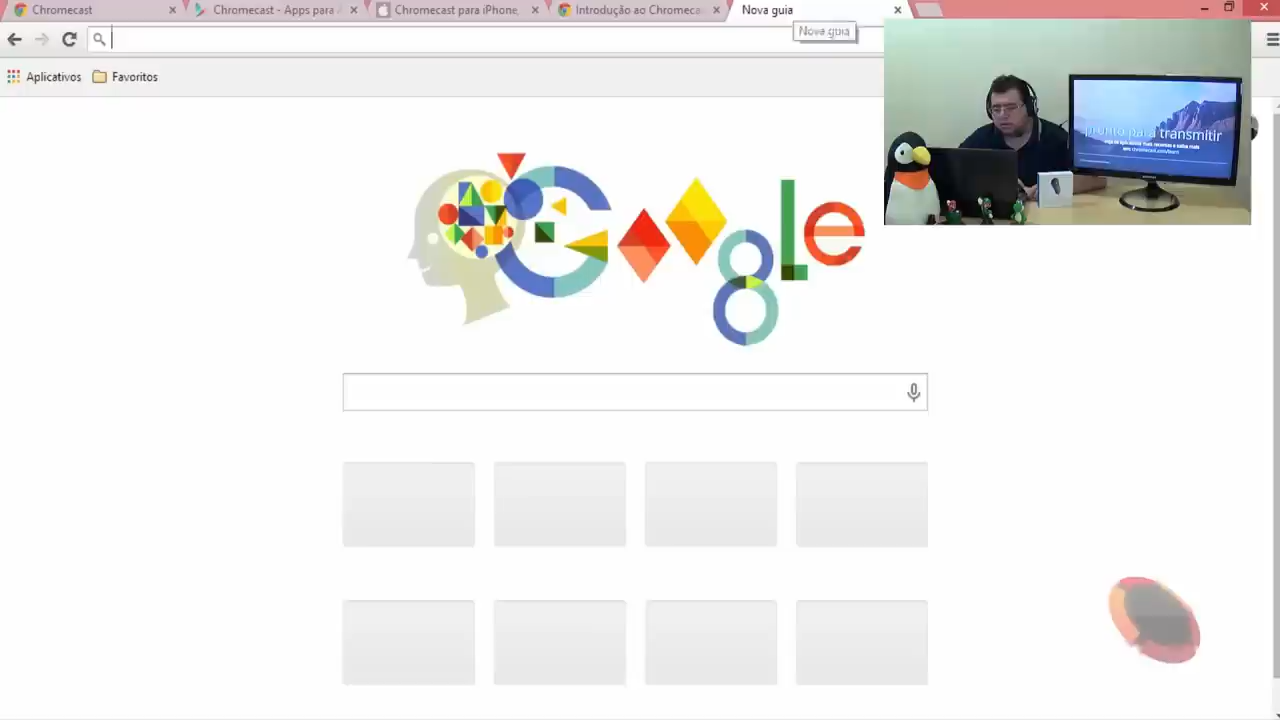 Chromecast
Chromecast - Apps para A
Chromecast para iPhone,
Introdução ao Chromeca
Nova guia
Nova guia
Aplicativos
Favoritos
Google
pronto para transmitir